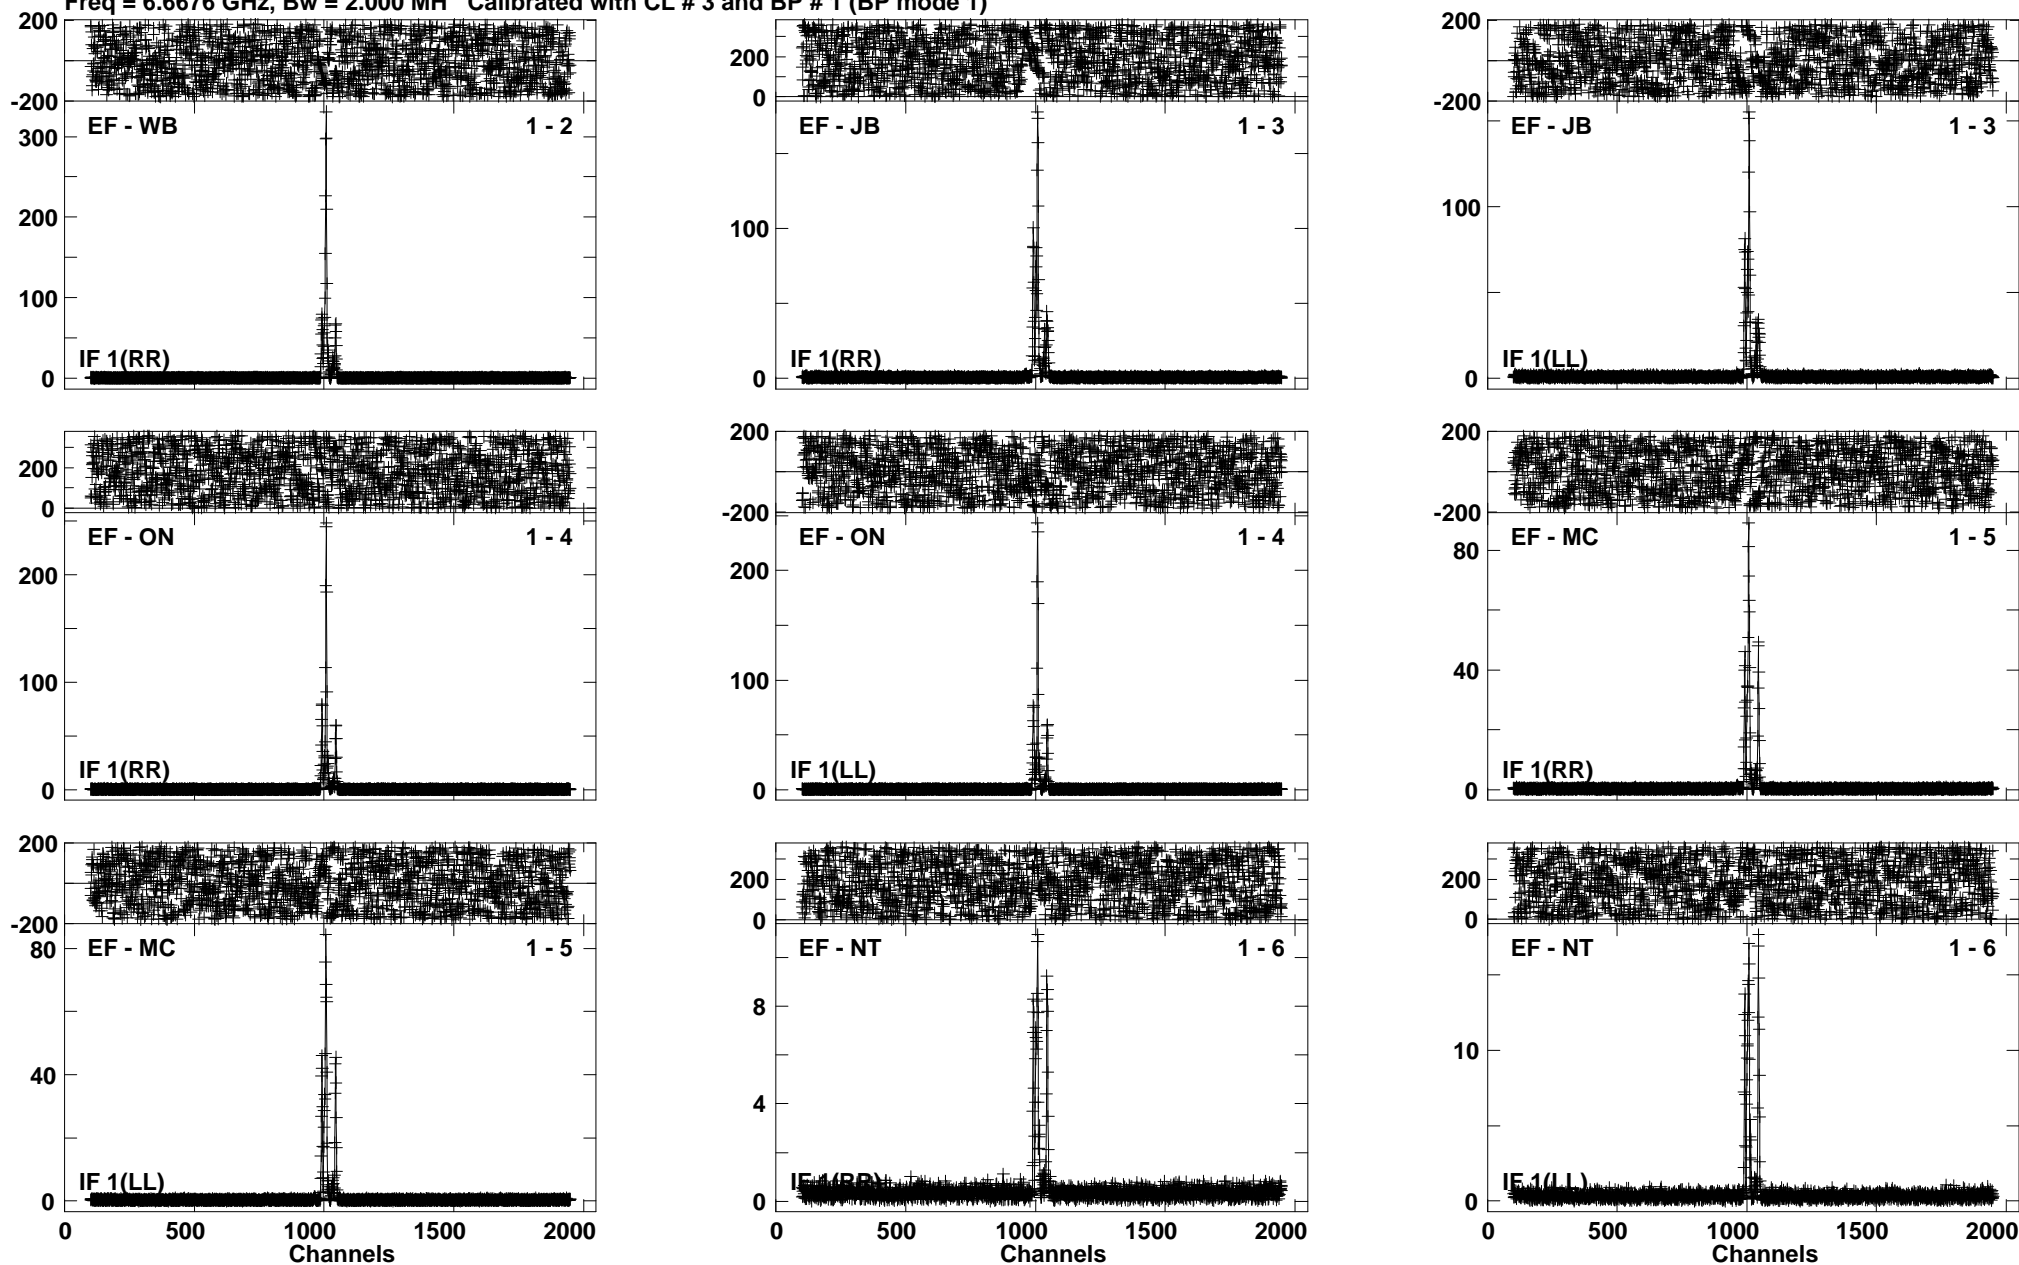 Freq = 6.6676 GHz, Bw = 2.000 MH Calibrated with CL # 3 and BP # 1 (BP mode 1)
200
-200
EF - WB 1 - 2
300
200
100
0
IF 1(RR)
200
0
EF - JB 1 - 3
100
0
IF 1(RR)
200
-200
EF - JB 1 - 3
100
0
IF 1(LL)
200
0
EF - ON 1 - 4
200
100
0
IF 1(RR)
200
-200
EF - ON 1 - 4
200
100
0
IF 1(LL)
200
-200
EF - MC 1 - 5
80
40
0
IF 1(RR)
200
-200
EF - MC 1 - 5
80
40
0
IF 1(LL)
0 500 1000 1500 2000
Channels
200
0
EF - NT 1 - 6
8
4
0
IF 1(RR)
0 500 1000 1500 2000
Channels
200
0
EF - NT 1 - 6
10
0
IF 1(LL)
0 500 1000 1500 2000
Channels